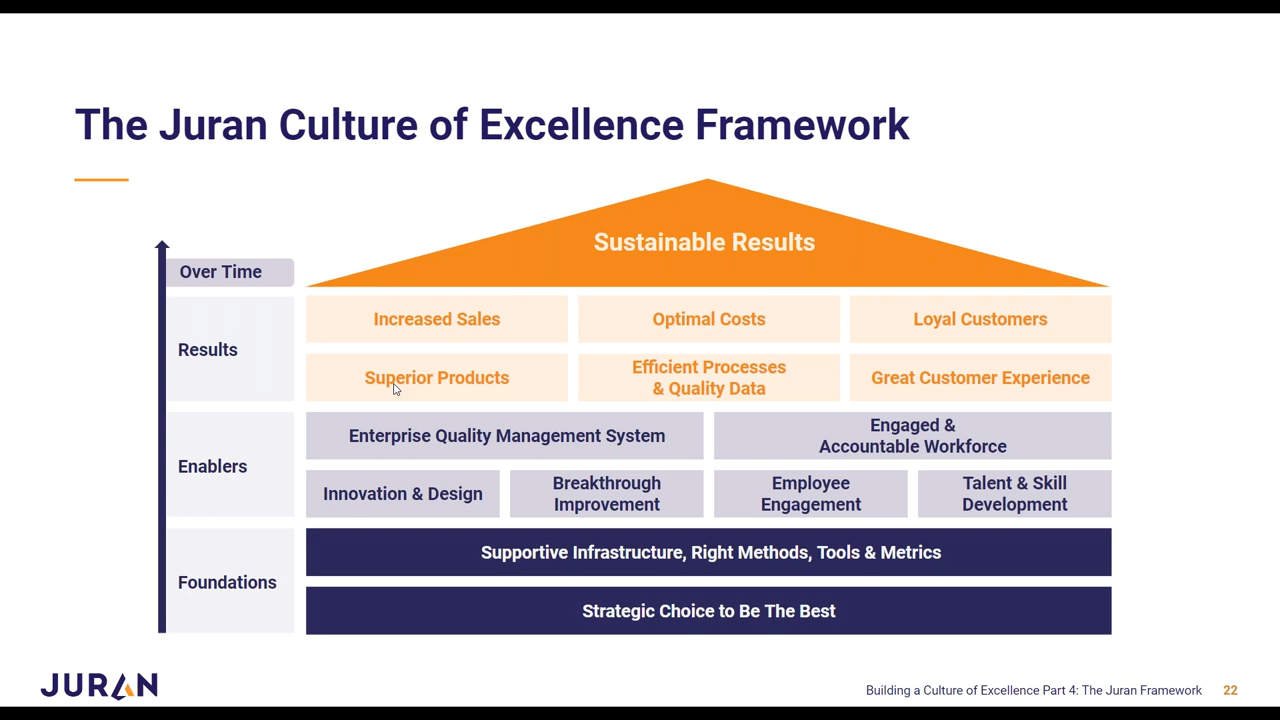 The Juran Culture of Excellence Framework
Sustainable Results
Over Time
Results
Increased Sales
Optimal Costs
Loyal Customers
Superior Products
Efficient Processes
& Quality Data
Great Customer Experience
Enablers
Enterprise Quality Management System
Engaged &
Accountable Workforce
Innovation & Design
Breakthrough
Improvement
Employee
Engagement
Talent & Skill
Development
Foundations
Supportive Infrastructure, Right Methods, Tools & Metrics
Strategic Choice to Be The Best
JURAN
Building a Culture of Excellence Part 4: The Juran Framework
22